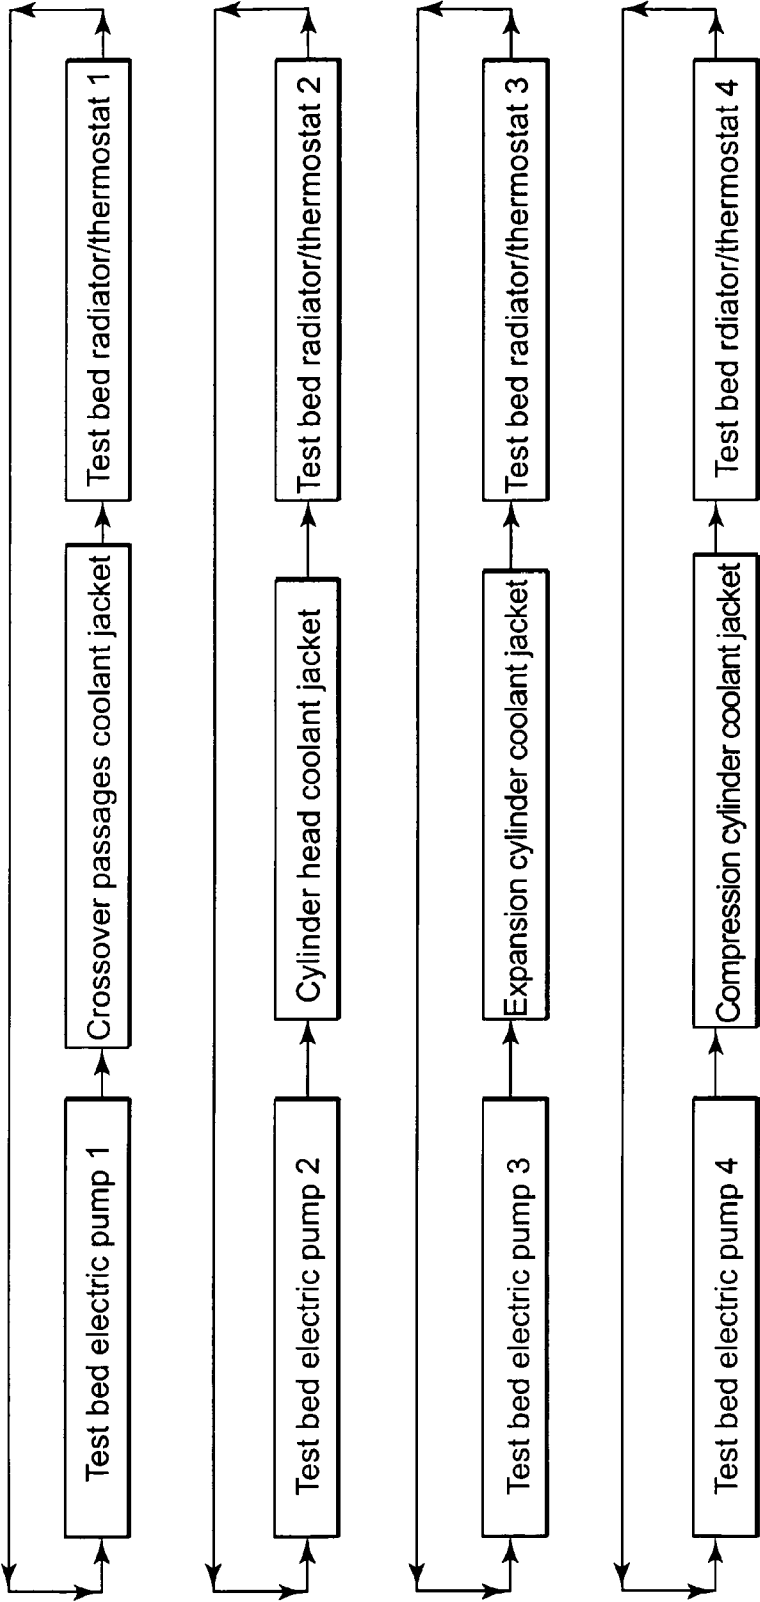 Test bed electric pump 1
Crossover passages coolant jacket
Test bed radiator/thermostat 1
Test bed electric pump 2
Cylinder head coolant jacket
Test bed radiator/thermostat 2
Test bed electric pump 3
Expansion cylinder coolant jacket
Test bed radiator/thermostat 3
Test bed electric pump 4
Compression cylinder coolant jacket
Test bed rdiator/thermostat 4